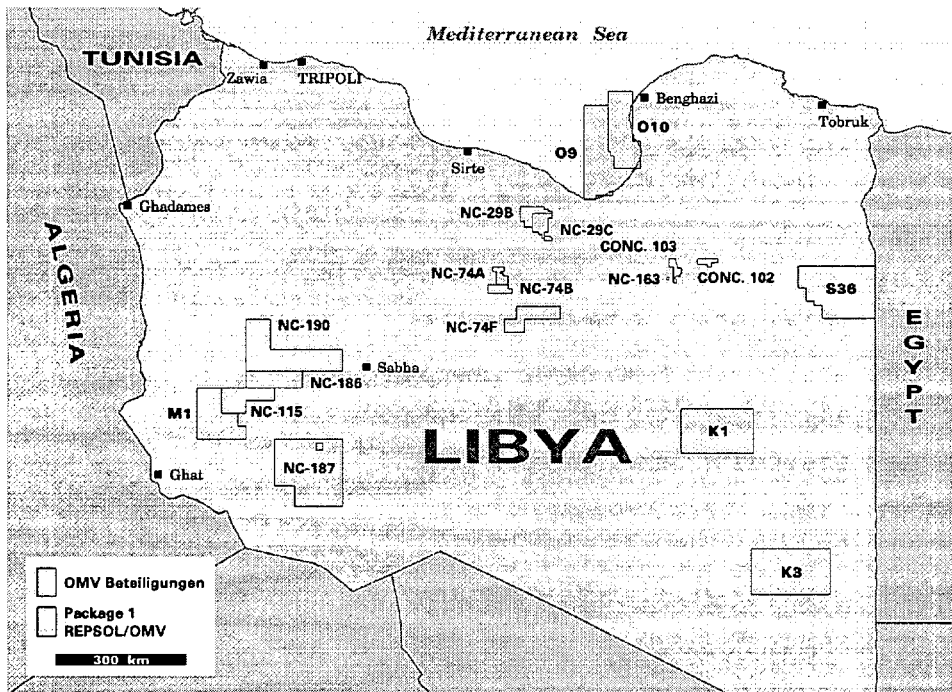 Mediterranean Sea
TUNISIA
Zawia
TRIPOLI
Benghazi
O10
Tobruk
O9
Sirte
Ghadames
NC-29B
NC-29C
CONC. 103
ALGERIA
NC-74A
NC-163
CONC. 102
NC-74B
S36
EGYPT
NC-190
NC-74F
Sabha
NC-186
M1
NC-115
K1
LIBYA
NC-187
Ghat
K3
OMV Beteiligungen
Package 1
REPSOL/OMV
300 km